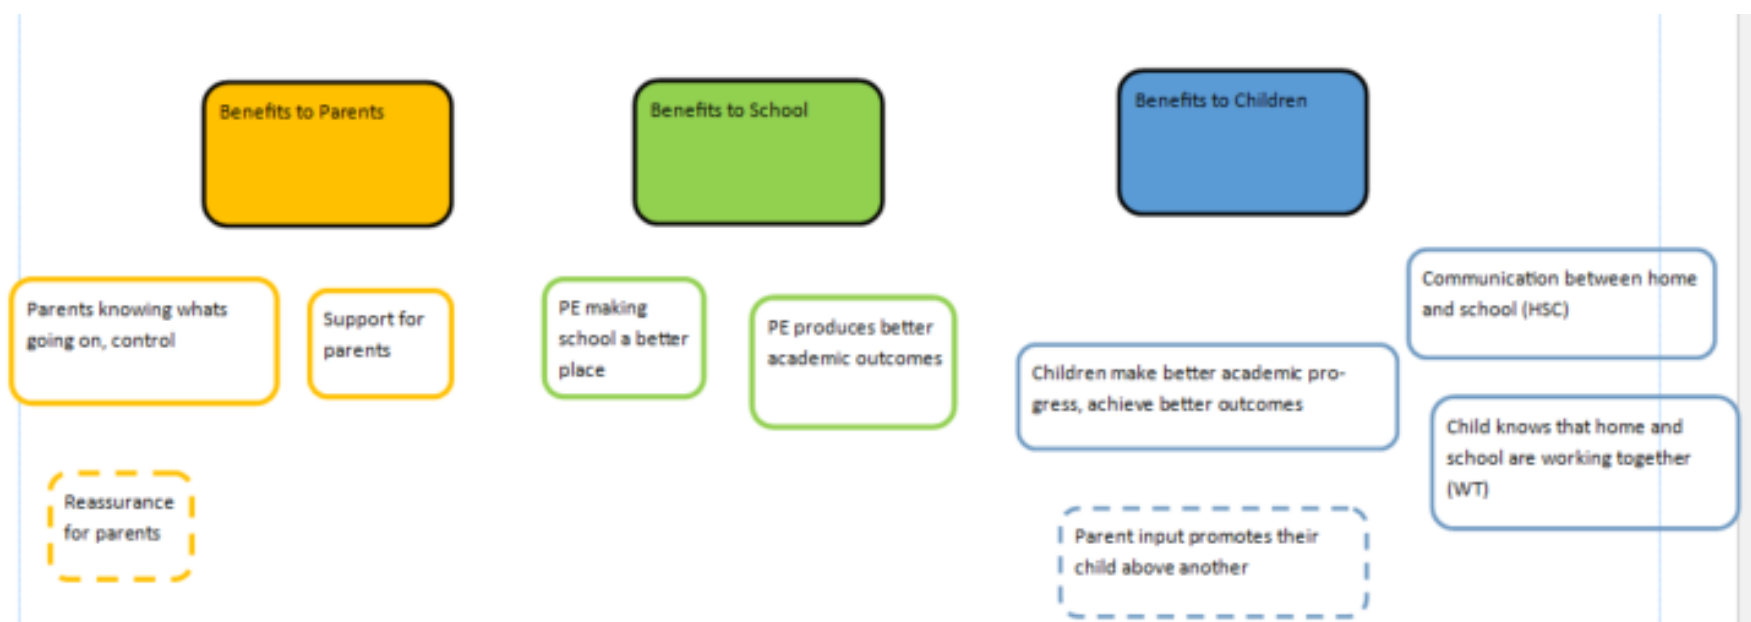 Benefits to Parents
Benefits to School
Benefits to Children
Parents knowing whats
going on, control
Support for
parents
PE making
school a better
place
PE produces better
academic outcomes
Communication between home
and school (HSC)
Children make better academic pro-
gress, achieve better outcomes
Child knows that home and
school are working together
(WT)
Reassurance
for parents
Parent input promotes their
child above another